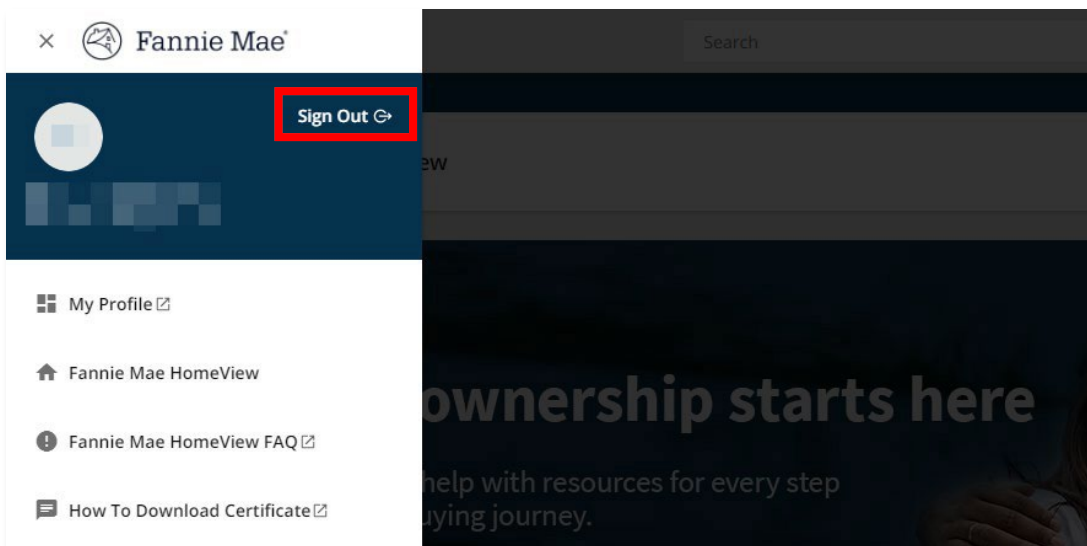 Fannie Mae®
Search
Sign Out
ew
My Profile
Fannie Mae HomeView
ownership starts here
Fannie Mae HomeView FAQ
help with resources for every step
How To Download Certificate
uying journey.